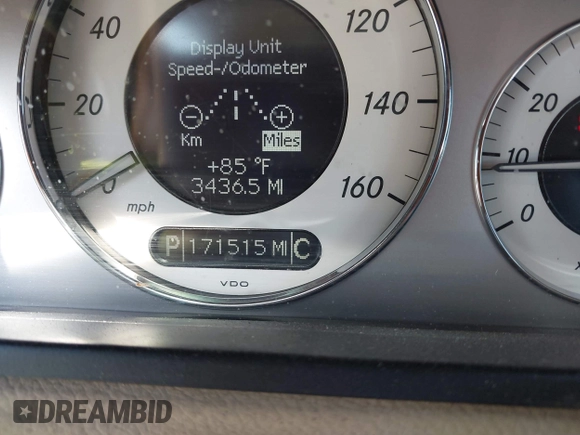 40
120
Display Unit
Speed-/Odometer
20
140
20
Km
Miles
10
+85 °F
0
3436.5 MI
160
mph
0
P 171515 MI C
VDO
DREAMBID